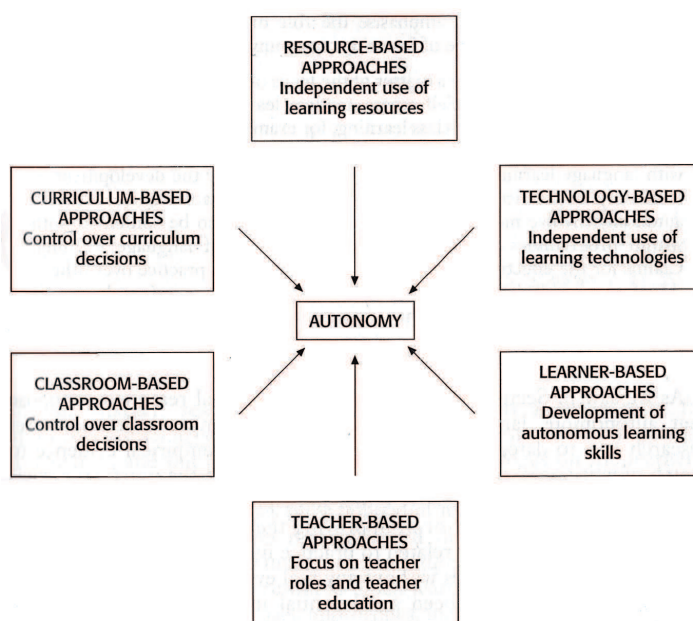 RESOURCE-BASED
APPROACHES
Independent use of
learning resources
CURRICULUM-BASED
APPROACHES
Control over curriculum
decisions
TECHNOLOGY-BASED
APPROACHES
Independent use of
learning technologies
AUTONOMY
CLASSROOM-BASED
APPROACHES
Control over classroom
decisions
LEARNER-BASED
APPROACHES
Development of
autonomous learning
skills
TEACHER-BASED
APPROACHES
Focus on teacher
roles and teacher
education